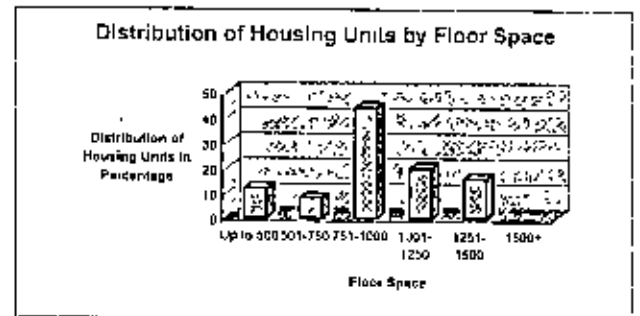 Distribution of Housing Units by Floor Space
50
40
30
20
10
0
Distribution of
Housing Units in
Percentage
Up to 500 501-750 751-1000 1001-1250 1251-1500 1500+
Floor Space